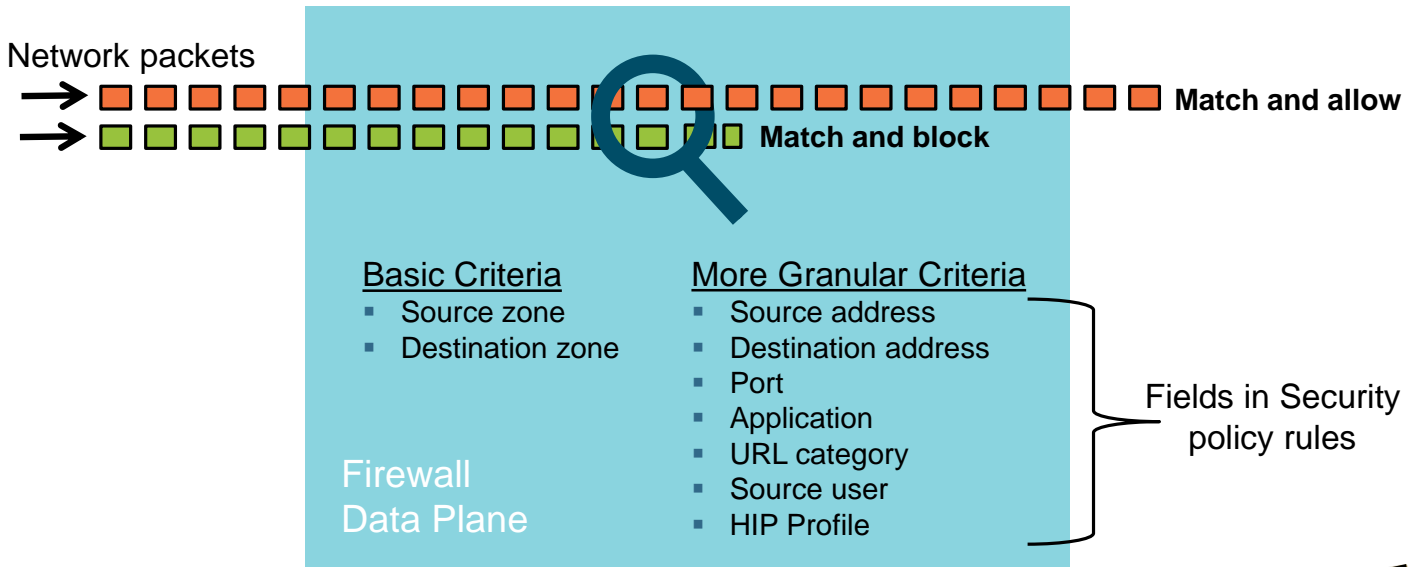 Network packets
Match and allow
Match and block
Basic Criteria
▪ Source zone
▪ Destination zone
More Granular Criteria
▪ Source address
▪ Destination address
▪ Port
▪ Application
▪ URL category
▪ Source user
▪ HIP Profile
Fields in Security
policy rules
Firewall
Data Plane